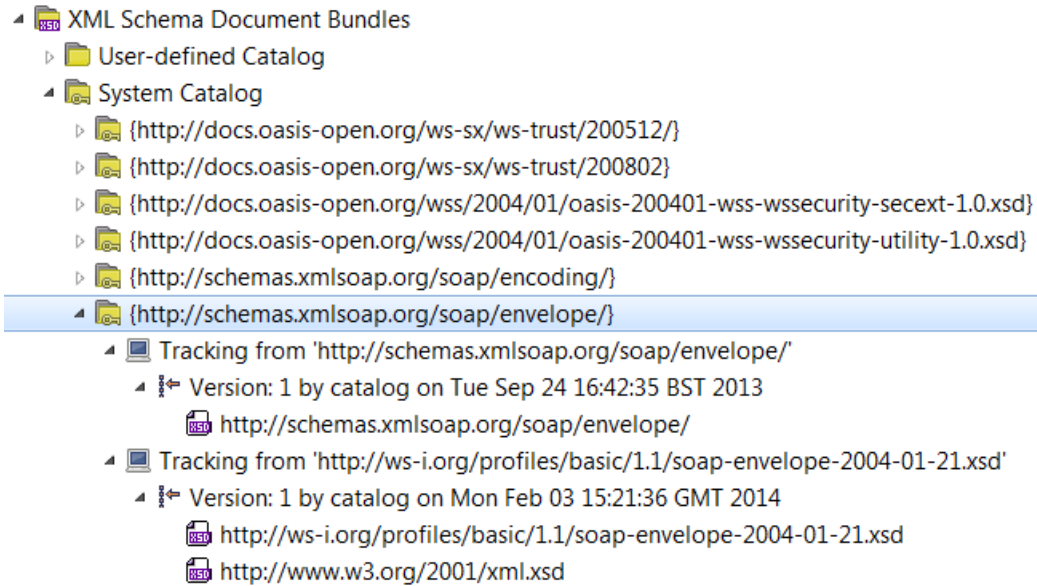 XML Schema Document Bundles
User-defined Catalog
System Catalog
{http://docs.oasis-open.org/ws-sx/ws-trust/200512/}
{http://docs.oasis-open.org/ws-sx/ws-trust/200802}
{http://docs.oasis-open.org/wss/2004/01/oasis-200401-wss-wssecurity-secext-1.0.xsd}
{http://docs.oasis-open.org/wss/2004/01/oasis-200401-wss-wssecurity-utility-1.0.xsd}
{http://schemas.xmlsoap.org/soap/encoding/}
{http://schemas.xmlsoap.org/soap/envelope/}
Tracking from 'http://schemas.xmlsoap.org/soap/envelope/'
Version: 1 by catalog on Tue Sep 24 16:42:35 BST 2013
XSD http://schemas.xmlsoap.org/soap/envelope/
Tracking from 'http://ws-i.org/profiles/basic/1.1/soap-envelope-2004-01-21.xsd'
Version: 1 by catalog on Mon Feb 03 15:21:36 GMT 2014
XSD http://ws-i.org/profiles/basic/1.1/soap-envelope-2004-01-21.xsd
XSD http://www.w3.org/2001/xml.xsd